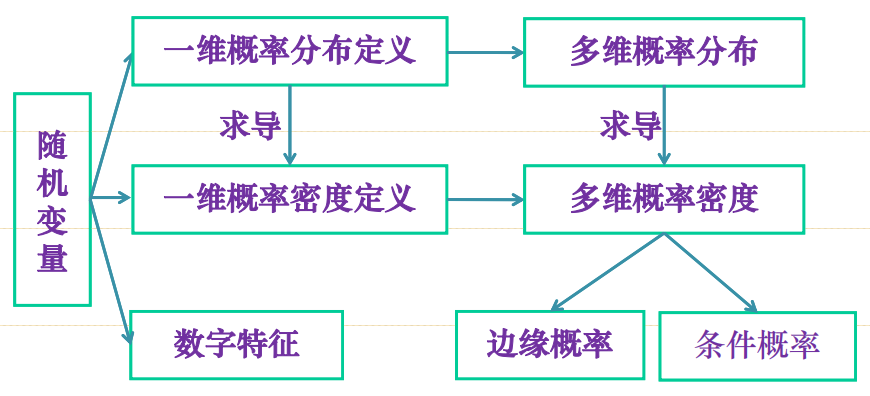 一维概率分布定义
多维概率分布
求导
求导
随机变量
一维概率密度定义
多维概率密度
数字特征
边缘概率
条件概率